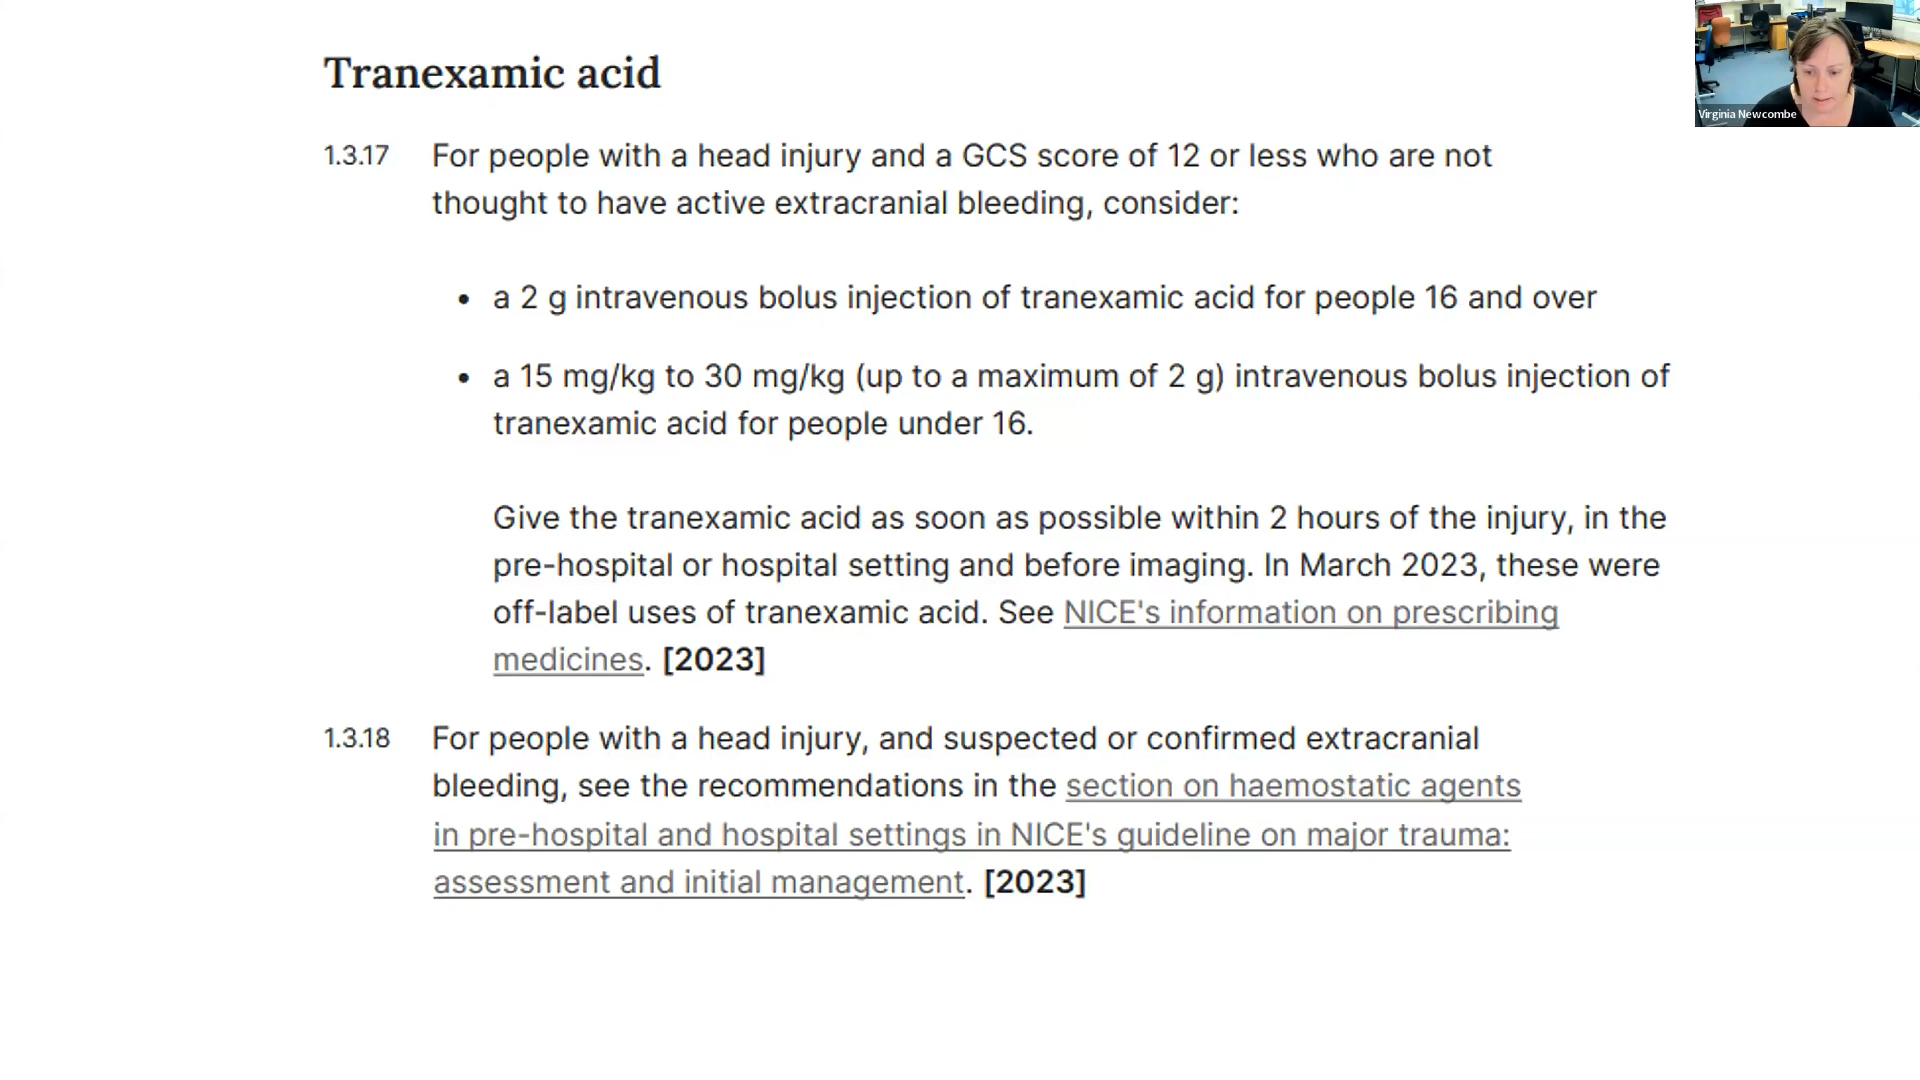 Tranexamic acid
Virginia Newcombe
1.3.17 For people with a head injury and a GCS score of 12 or less who are not
thought to have active extracranial bleeding, consider:
• a 2 g intravenous bolus injection of tranexamic acid for people 16 and over
• a 15 mg/kg to 30 mg/kg (up to a maximum of 2 g) intravenous bolus injection of
tranexamic acid for people under 16.
Give the tranexamic acid as soon as possible within 2 hours of the injury, in the
pre-hospital or hospital setting and before imaging. In March 2023, these were
off-label uses of tranexamic acid. See NICE's information on prescribing
medicines. [2023]
1.3.18 For people with a head injury, and suspected or confirmed extracranial
bleeding, see the recommendations in the section on haemostatic agents
in pre-hospital and hospital settings in NICE's guideline on major trauma:
assessment and initial management. [2023]